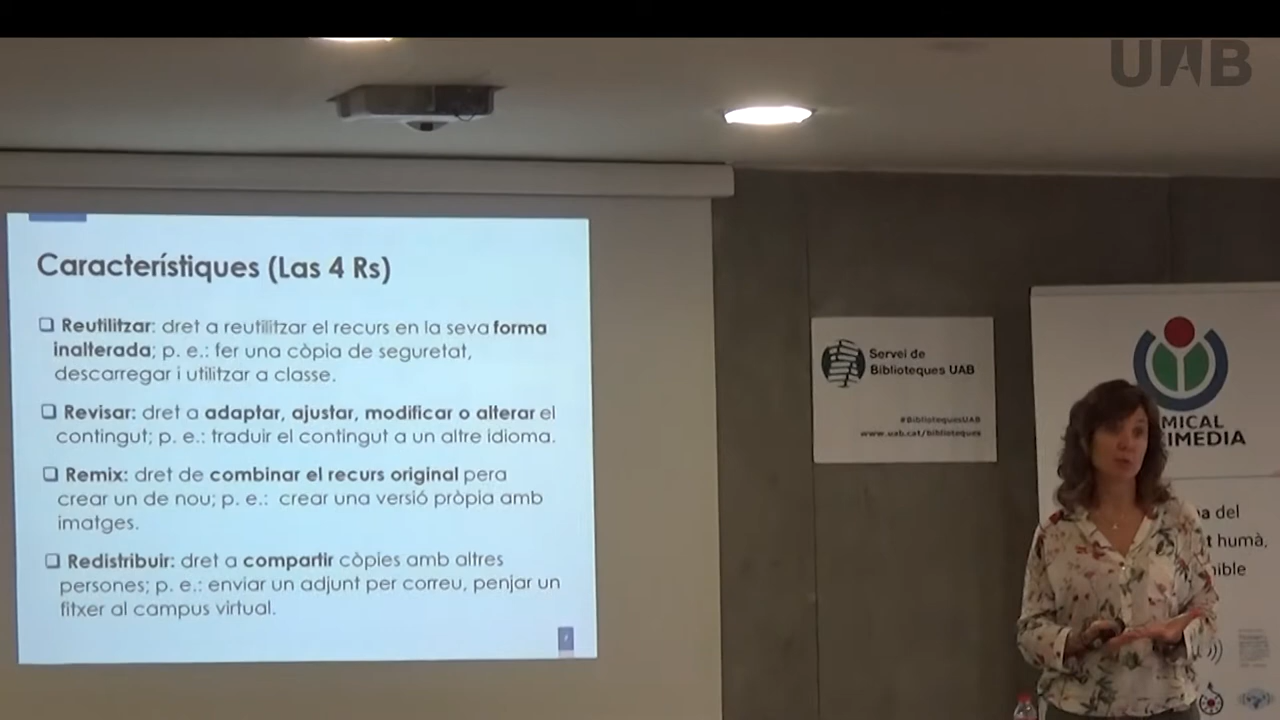 UAB
Característiques (Las 4 Rs)
Reutilitzar: dret a reutilitzar el recurs en la seva forma
inalterada; p. e.: fer una còpia de seguretat,
descarregar i utilitzar a classe.
Revisar: dret a adaptar, ajustar, modificar o alterar el
contingut; p. e.: traduir el contingut a un altre idioma.
Remix: dret de combinar el recurs original pera
crear un de nou; p. e.: crear una versió pròpia amb
imatges.
Redistribuir: dret a compartir còpies amb altres
persones; p. e.: enviar un adjunt per correu, penjar un
fitxer al campus virtual.
Servei de
Biblioteques UAB
#BibliotequesUAB
www.uab.cat/biblioteques
MICAL
IMEDIA
del
humà,